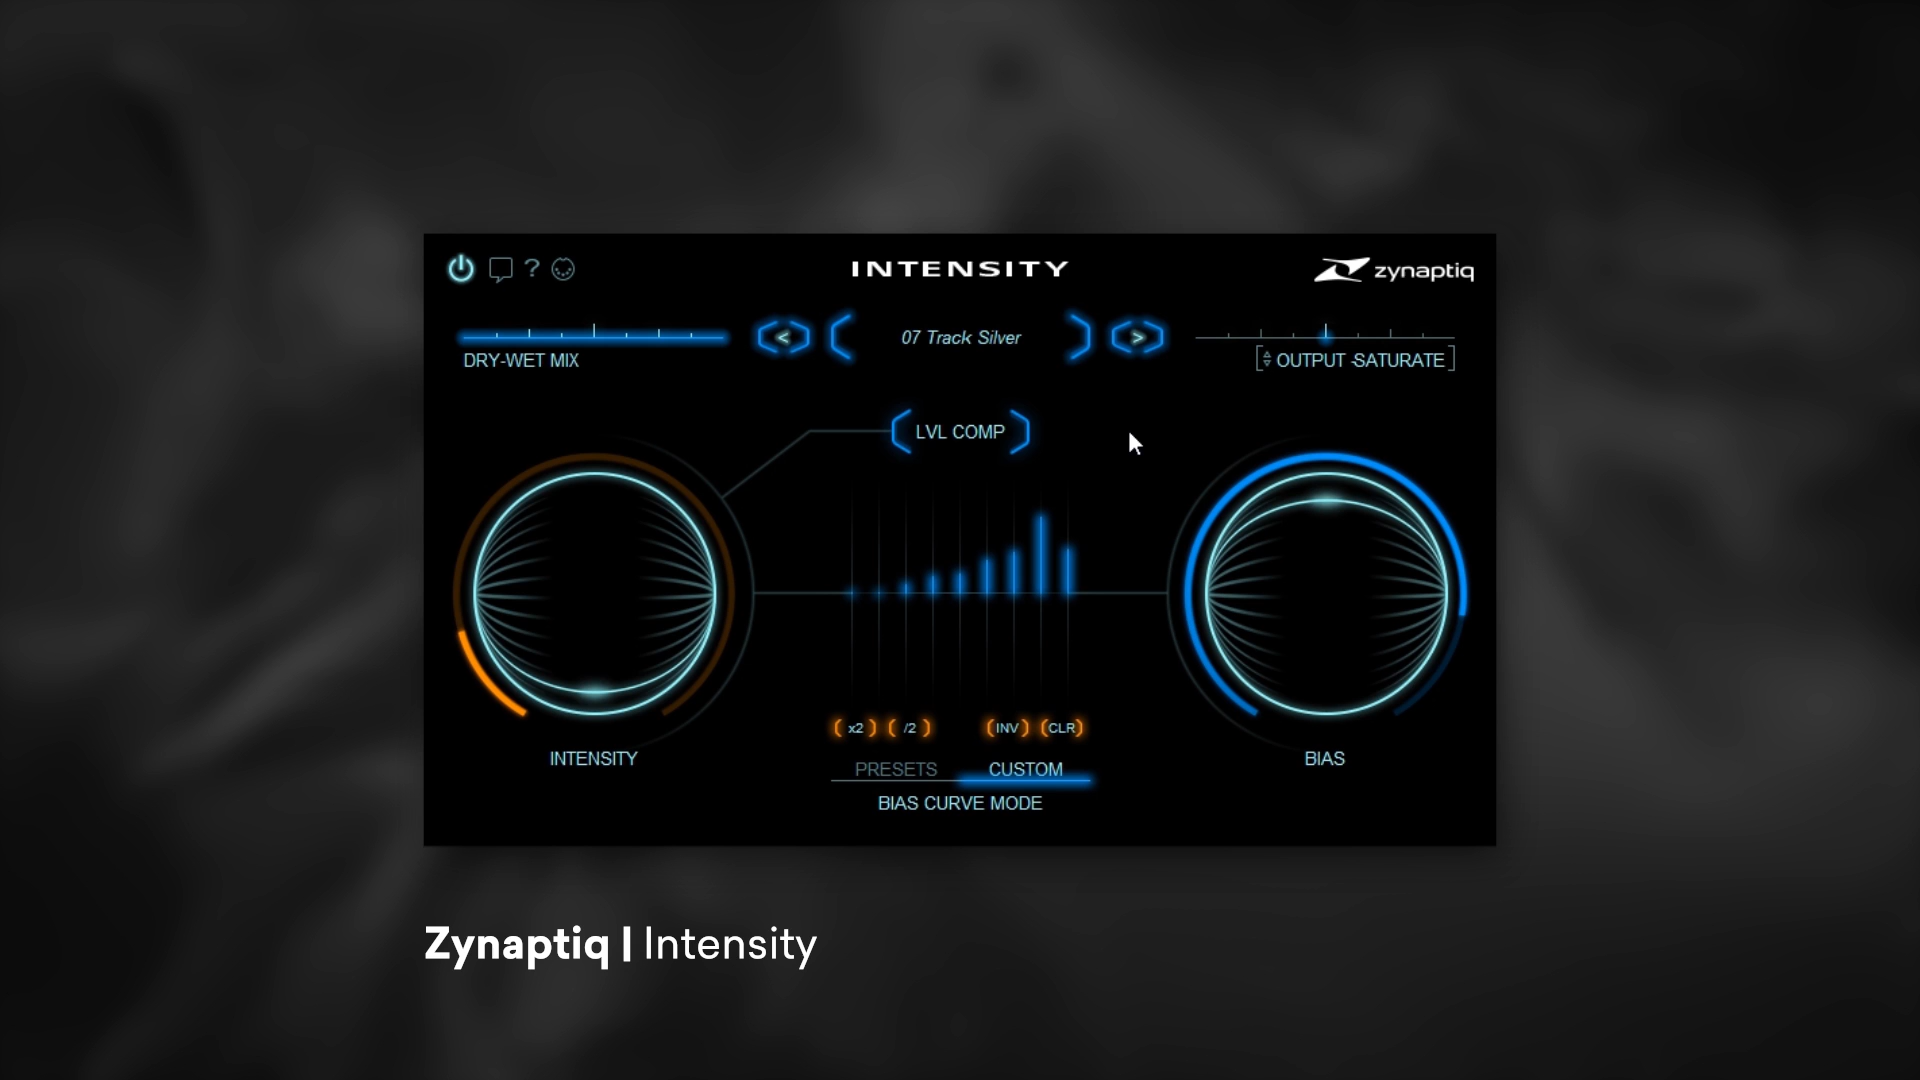 INTENSITY
zynaptiq
?
DRY-WET MIX
<
07 Track Silver
>
OUTPUT -SATURATE
LVL COMP
x2
/2
INV
CLR
INTENSITY
PRESETS
CUSTOM
BIAS CURVE MODE
BIAS
Zynaptiq | Intensity